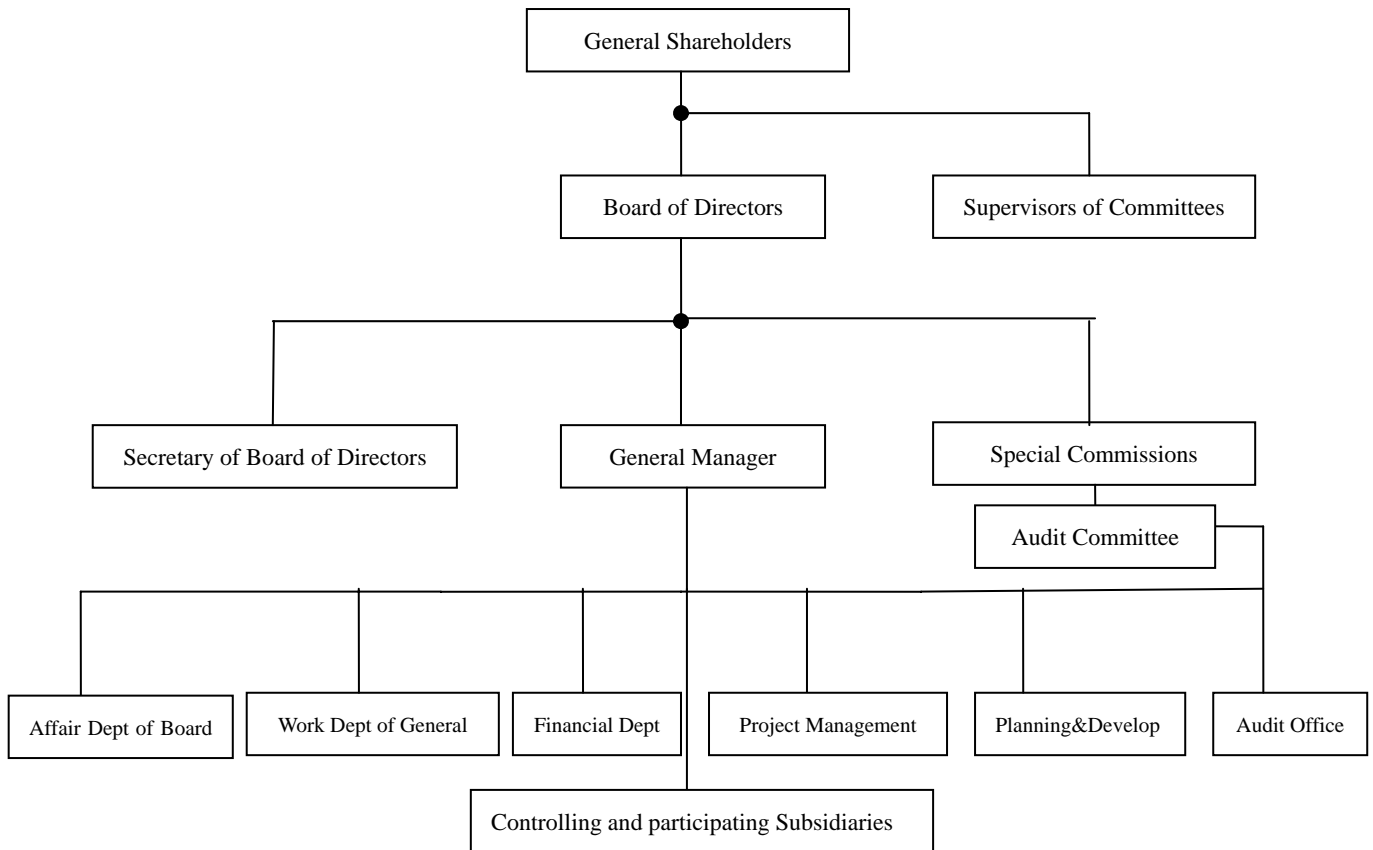 General Shareholders
Board of Directors
Supervisors of Committees
Secretary of Board of Directors
General Manager
Special Commissions
Audit Committee
Affair Dept of Board
Work Dept of General
Financial Dept
Project Management
Planning&Develop
Audit Office
Controlling and participating Subsidiaries